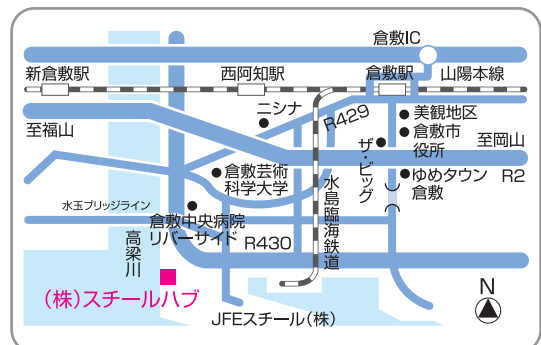 倉敷IC
新倉敷駅
西阿知駅
倉敷駅
山陽本線
ニシナ
R429
美観地区
倉敷市
役所
至福山
ザ・ビッグ
至岡山
倉敷芸術
科学大学
水島臨海鉄道
ゆめタウン
倉敷
R2
水玉ブリッジライン
倉敷中央病院
リバーサイド
R430
高梁川
(株)スチールハブ
JFEスチール(株)
N